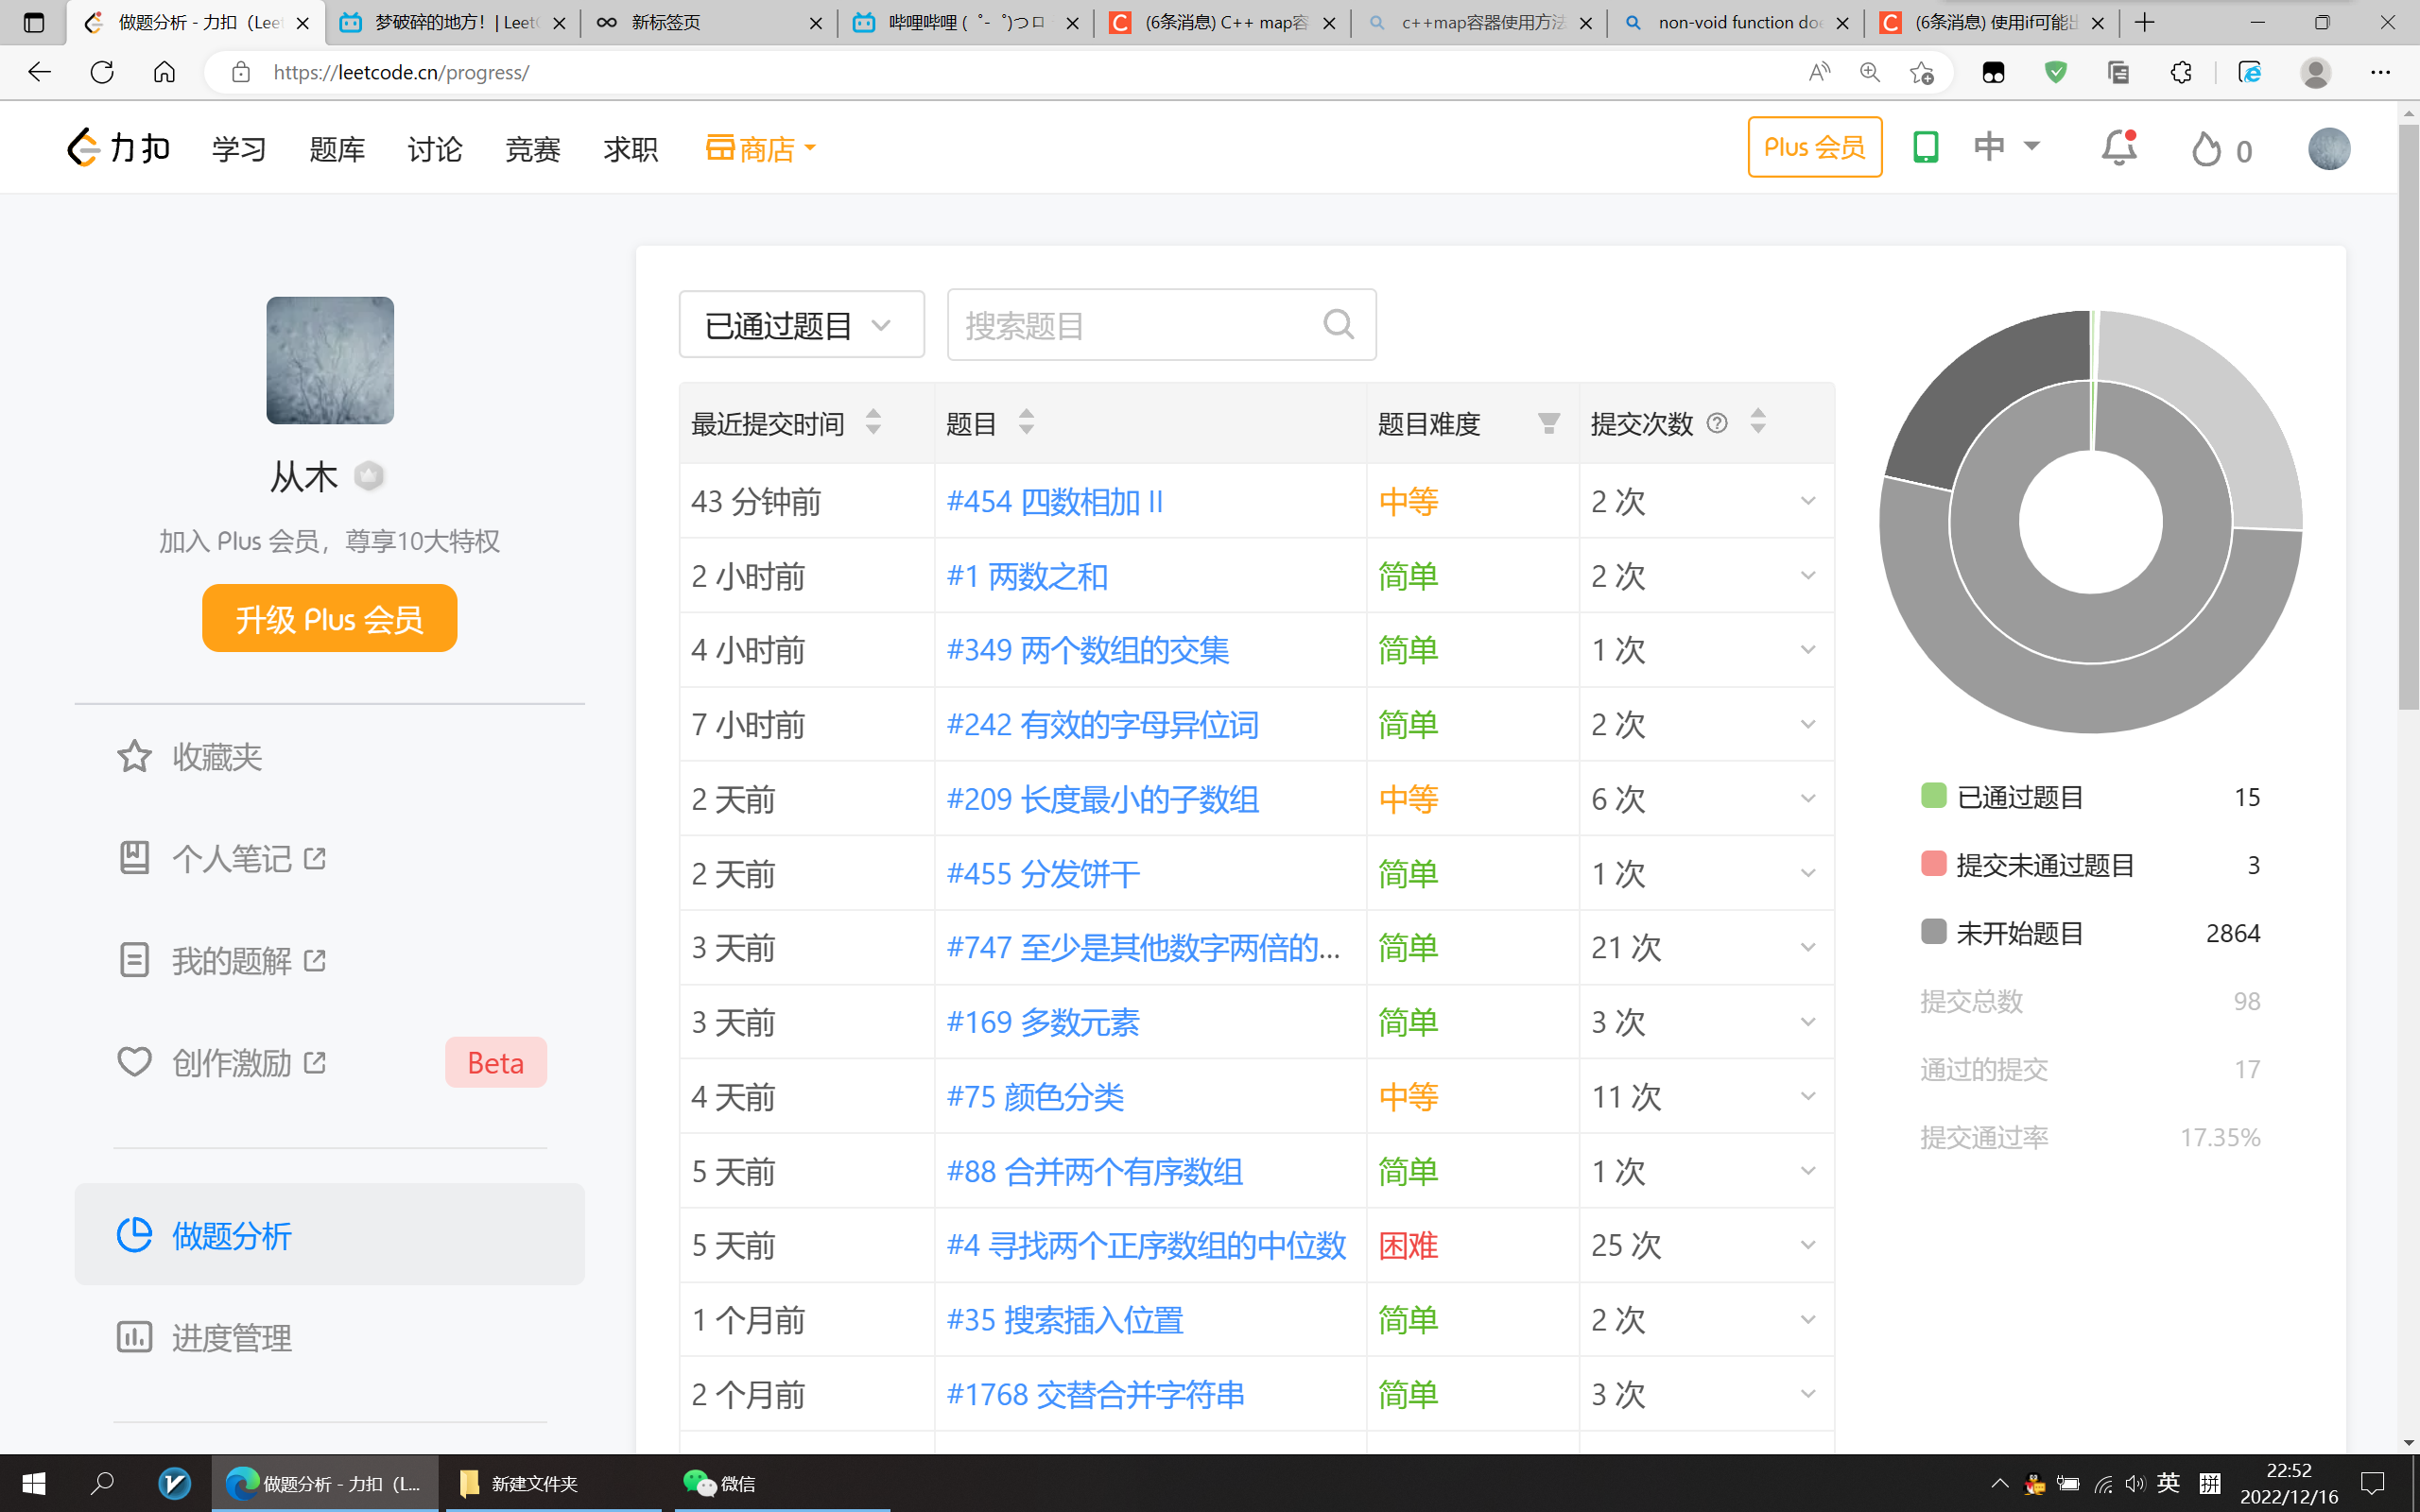 做题分析 - 力扣（Leet
梦破碎的地方！| LeetC
新标签页
哔哩哔哩 (゜-゜)つロ
(6条消息) C++ map容
c++map容器使用方法
non-void function doe
(6条消息) 使用if可能出
https://leetcode.cn/progress/
力扣
学习
题库
讨论
竞赛
求职
商店
Plus 会员
中
0
从木
加入 Plus 会员，尊享10大特权
升级 Plus 会员
收藏夹
个人笔记
我的题解
创作激励
Beta
做题分析
进度管理
已通过题目
搜索题目
最近提交时间 题目 题目难度 提交次数
43 分钟前 #454 四数相加 II 中等 2 次
2 小时前 #1 两数之和 简单 2 次
4 小时前 #349 两个数组的交集 简单 1 次
7 小时前 #242 有效的字母异位词 简单 2 次
2 天前 #209 长度最小的子数组 中等 6 次
2 天前 #455 分发饼干 简单 1 次
3 天前 #747 至少是其他数字两倍的... 简单 21 次
3 天前 #169 多数元素 简单 3 次
4 天前 #75 颜色分类 中等 11 次
5 天前 #88 合并两个有序数组 简单 1 次
5 天前 #4 寻找两个正序数组的中位数 困难 25 次
1 个月前 #35 搜索插入位置 简单 2 次
2 个月前 #1768 交替合并字符串 简单 3 次
已通过题目 15
提交未通过题目 3
未开始题目 2864
提交总数 98
通过的提交 17
提交通过率 17.35%
做题分析 - 力扣（L...
新建文件夹
微信
英
拼
22:52
2022/12/16